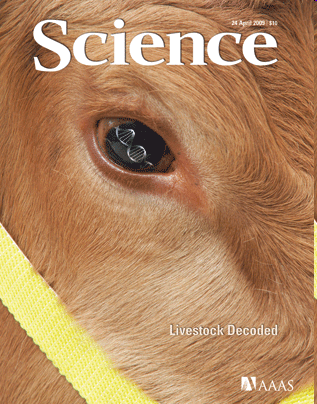 24 April 2009 | $10
Science
Livestock Decoded
AAAS